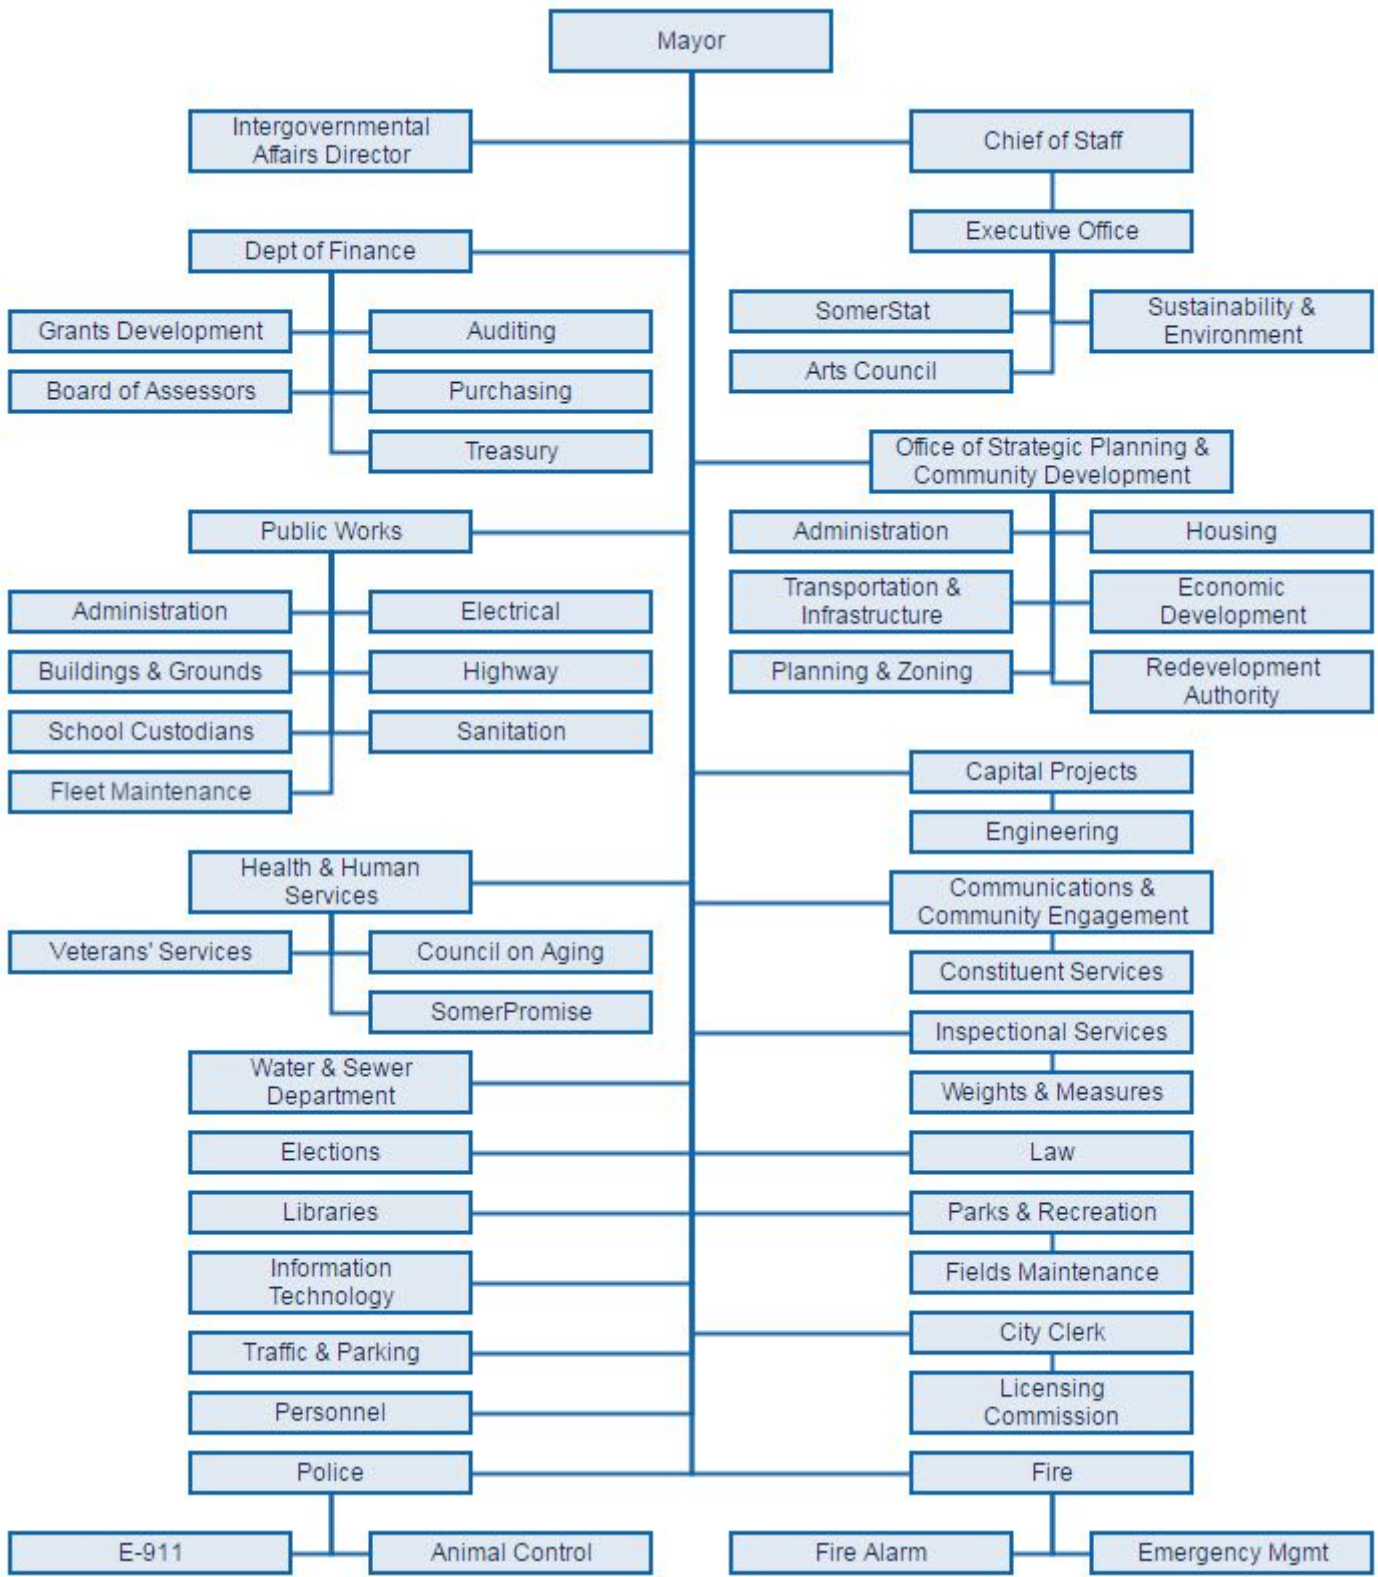 Mayor
Intergovernmental
Affairs Director
Chief of Staff
Executive Office
Dept of Finance
SomerStat
Sustainability &
Environment
Arts Council
Grants Development
Auditing
Board of Assessors
Purchasing
Treasury
Office of Strategic Planning &
Community Development
Public Works
Administration
Housing
Transportation &
Infrastructure
Economic
Development
Planning & Zoning
Redevelopment
Authority
Administration
Electrical
Buildings & Grounds
Highway
School Custodians
Sanitation
Fleet Maintenance
Capital Projects
Engineering
Health & Human
Services
Communications &
Community Engagement
Veterans' Services
Council on Aging
SomerPromise
Constituent Services
Inspectional Services
Weights & Measures
Water & Sewer
Department
Elections
Law
Libraries
Parks & Recreation
Fields Maintenance
Information
Technology
City Clerk
Traffic & Parking
Licensing
Commission
Personnel
Police
Fire
E-911
Animal Control
Fire Alarm
Emergency Mgmt